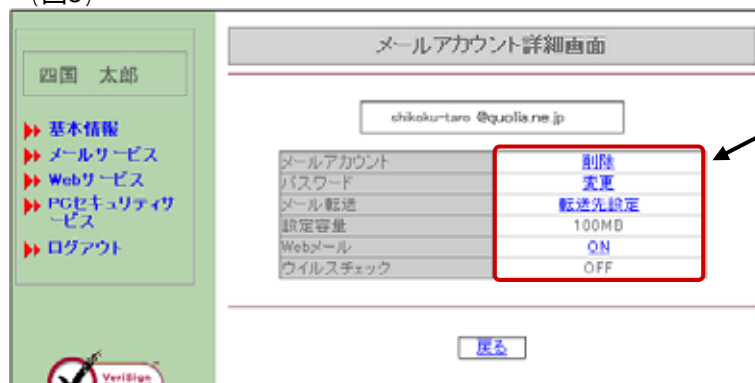 メールアカウント詳細画面
四国 太郎
基本情報
メールサービス
Webサービス
PCセキュリティサ
ービス
ログアウト
shikoku-taro @quolia.ne.jp
メールアカウント 削除
パスワード 変更
メール転送 転送先設定
設定容量 100MB
Webメール ON
ウイルスチェック OFF
戻る
VeriSign